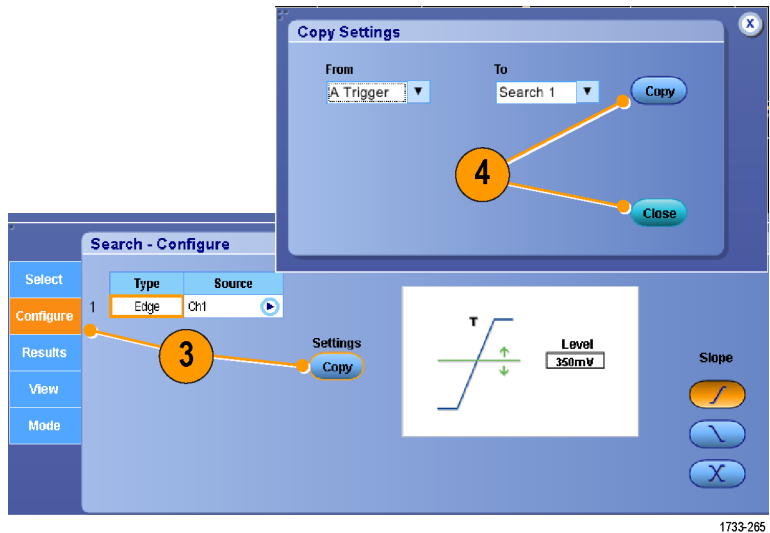 Copy Settings
X
From
To
A Trigger
Search 1
Copy
4
Close
Search - Configure
Select
Configure
Results
View
Mode
Type
Source
1
Edge
Ch1
3
Settings
Copy
T
Level
350mV
Slope
1733-265